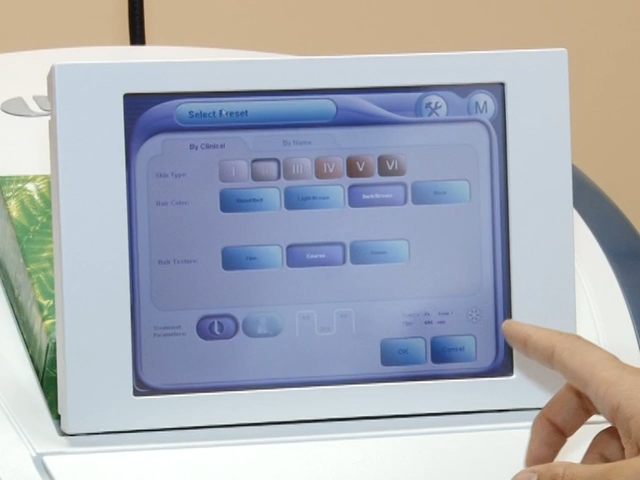 Select Preset
M
By Clinical By Name
Skin Type: I III IV V VI
Hair Color: Blond/Red Light Brown Dark Brown Black
Hair Texture: Fine Coarse
Treatment
Parameters:
OK Cancel